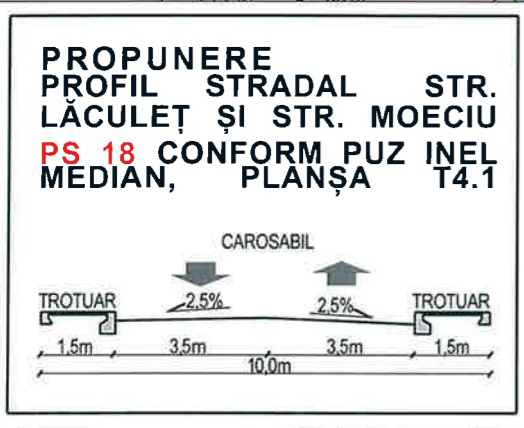 PROPUNERE
PROFIL STRADAL STR.
LĂCULEȚ ȘI STR. MOECIU
PS 18 CONFORM PUZ INEL
MEDIAN, PLANȘA T4.1
CAROSABIL
TROTUAR 2,5% 2,5% TROTUAR
1,5m 3,5m 3,5m 1,5m
10,0m